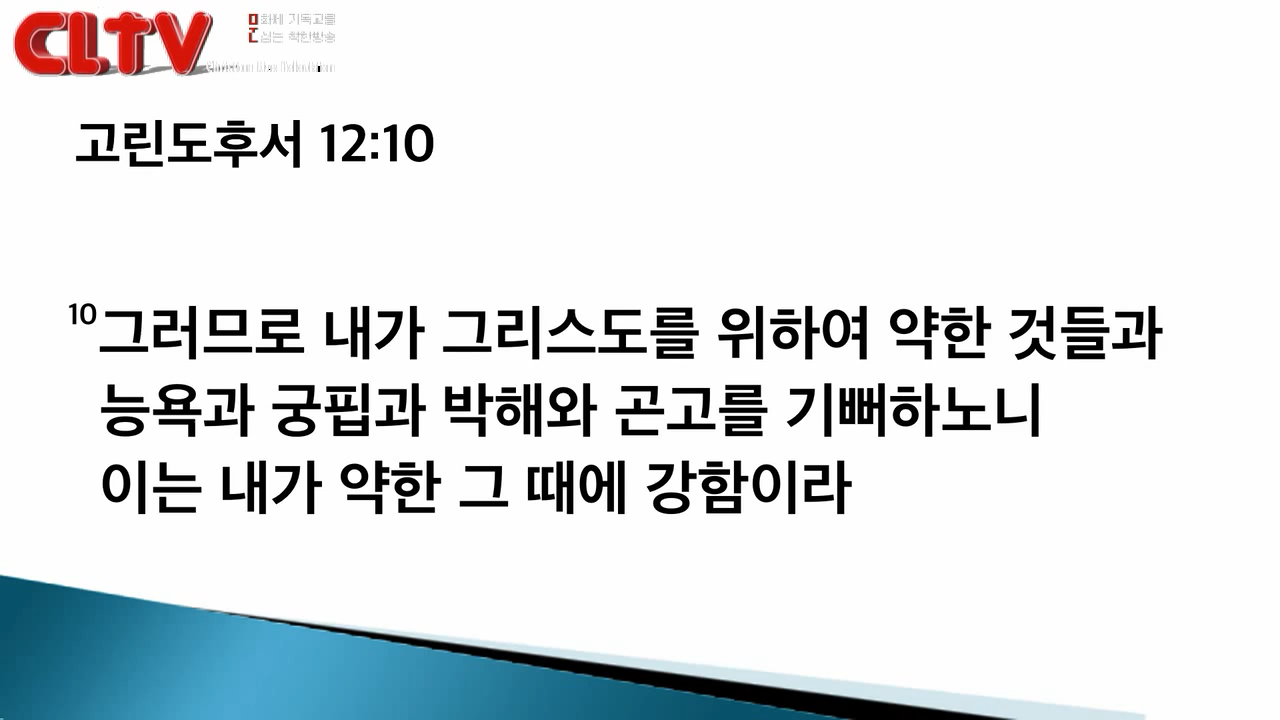 CLTV
고린도후서 12:10
10그러므로 내가 그리스도를 위하여 약한 것들과
능욕과 궁핍과 박해와 곤고를 기뻐하노니
이는 내가 약한 그 때에 강함이라